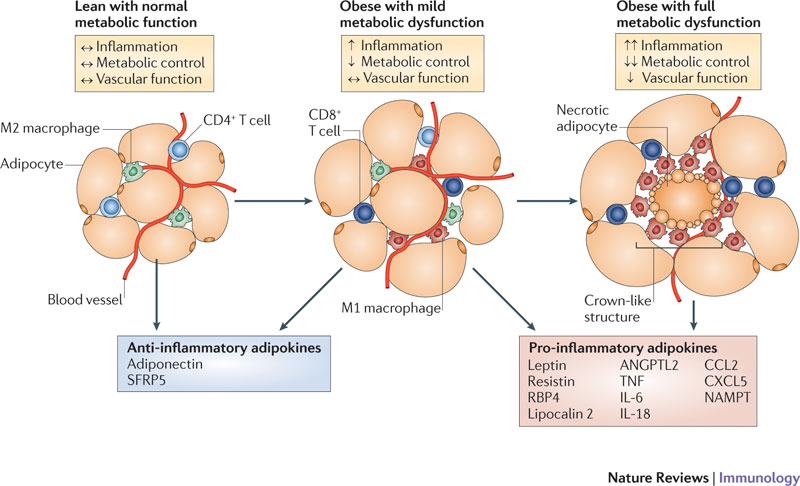 Lean with normal
metabolic function
↔ Inflammation
↔ Metabolic control
↔ Vascular function
Obese with mild
metabolic dysfunction
↑ Inflammation
↓ Metabolic control
↔ Vascular function
Obese with full
metabolic dysfunction
↑↑ Inflammation
↓↓ Metabolic control
↓ Vascular function
M2 macrophage
CD4⁺ T cell
Adipocyte
Blood vessel
CD8⁺
T cell
M1 macrophage
Necrotic
adipocyte
Crown-like
structure
Anti-inflammatory adipokines
Adiponectin
SFRP5
Pro-inflammatory adipokines
Leptin ANGPTL2 CCL2
Resistin TNF CXCL5
RBP4 IL-6 NAMPT
Lipocalin 2 IL-18
Nature Reviews | Immunology